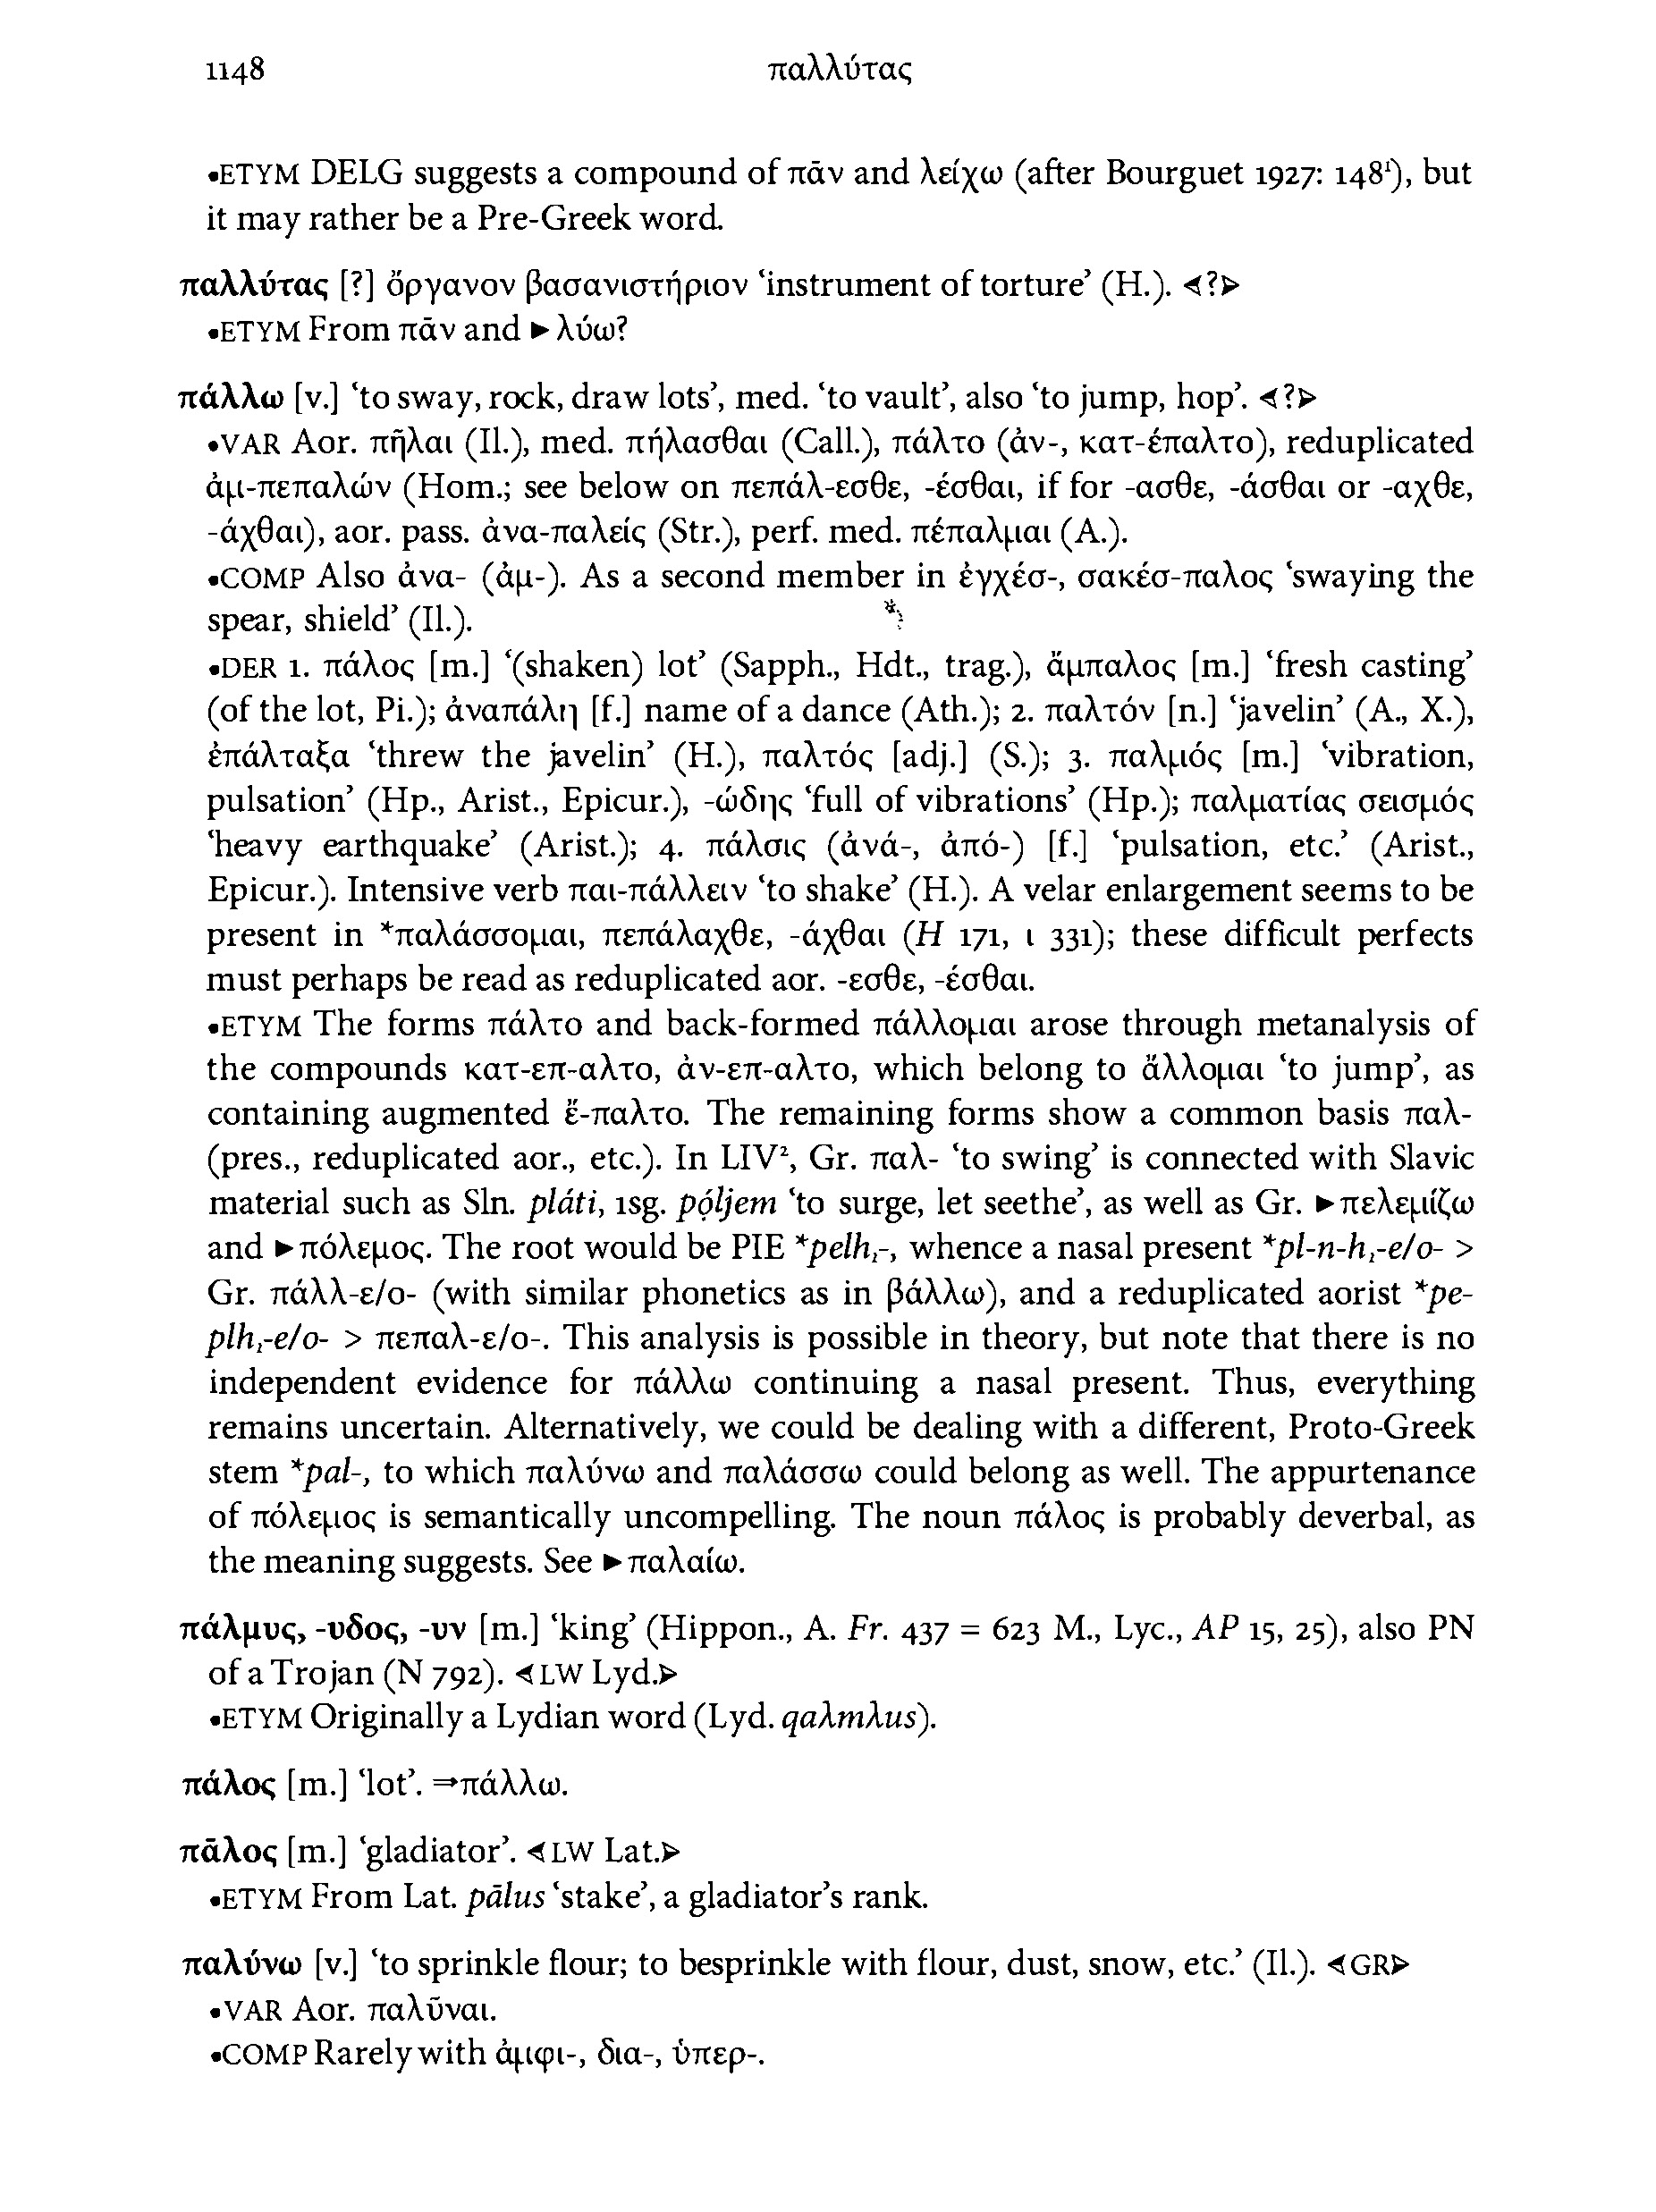 1148 παλλύτας
•ETYM DELG suggests a compound of πᾶν and λείχω (after Bourguet 1927: 148¹), but
it may rather be a Pre-Greek word.
παλλύτας [?] ὄργανον βασανιστήριον ‘instrument of torture’ (H.). ⊲?⊳
•ETYM From πᾶν and ►λύω?
πάλλω [v.] ‘to sway, rock, draw lots’, med. ‘to vault’, also ‘to jump, hop’. ⊲?⊳
•VAR Aor. πῆλαι (Il.), med. πήλασθαι (Call.), πάλτο (ἀν-, κατ-έπαλτο), reduplicated
ἀμ-πεπαλών (Hom.; see below on πεπάλ-εσθε, -έσθαι, if for -ασθε, -άσθαι or -αχθε,
-άχθαι), aor. pass. ἀνα-παλείς (Str.), perf. med. πέπαλμαι (A.).
•COMP Also ἀνα- (ἀμ-). As a second member in ἐγχέσ-, σακέσ-παλος ‘swaying the
spear, shield’ (Il.).
•DER 1. πάλος [m.] ‘(shaken) lot’ (Sapph., Hdt., trag.), ἄμπαλος [m.] ‘fresh casting’
(of the lot, Pi.); ἀναπάλη [f.] name of a dance (Ath.); 2. παλτόν [n.] ‘javelin’ (A., X.),
ἐπάλταξα ‘threw the javelin’ (H.), παλτός [adj.] (S.); 3. παλμός [m.] ‘vibration,
pulsation’ (Hp., Arist., Epicur.), -ώδης ‘full of vibrations’ (Hp.); παλματίας σεισμός
‘heavy earthquake’ (Arist.); 4. πάλσις (ἀνά-, ἀπό-) [f.] ‘pulsation, etc.’ (Arist.,
Epicur.). Intensive verb παι-πάλλειν ‘to shake’ (H.). A velar enlargement seems to be
present in *παλάσσομαι, πεπάλαχθε, -άχθαι (H 171, ι 331); these difficult perfects
must perhaps be read as reduplicated aor. -εσθε, -έσθαι.
•ETYM The forms πάλτο and back-formed πάλλομαι arose through metanalysis of
the compounds κατ-επ-αλτο, ἀν-επ-αλτο, which belong to ἅλλομαι ‘to jump’, as
containing augmented ἔ-παλτο. The remaining forms show a common basis παλ-
(pres., reduplicated aor., etc.). In LIV², Gr. παλ- ‘to swing’ is connected with Slavic
material such as Sln. pláti, 1sg. pọ́ljem ‘to surge, let seethe’, as well as Gr. ►πελεμίζω
and ►πόλεμος. The root would be PIE *pelh₁-, whence a nasal present *pl-n-h₁-e/o- >
Gr. πάλλ-ε/ο- (with similar phonetics as in βάλλω), and a reduplicated aorist *pe-
plh₁-e/o- > πεπαλ-ε/ο-. This analysis is possible in theory, but note that there is no
independent evidence for πάλλω continuing a nasal present. Thus, everything
remains uncertain. Alternatively, we could be dealing with a different, Proto-Greek
stem *pal-, to which παλύνω and παλάσσω could belong as well. The appurtenance
of πόλεμος is semantically uncompelling. The noun πάλος is probably deverbal, as
the meaning suggests. See ►παλαίω.
πάλμυς, -υδος, -υν [m.] ‘king’ (Hippon., A. Fr. 437 = 623 M., Lyc., AP 15, 25), also PN
of a Trojan (N 792). ⊲LW Lyd.⊳
•ETYM Originally a Lydian word (Lyd. qaλmλus).
πάλος [m.] ‘lot’. ⇒πάλλω.
πᾶλος [m.] ‘gladiator’. ⊲LW Lat.⊳
•ETYM From Lat. pālus ‘stake’, a gladiator’s rank.
παλύνω [v.] ‘to sprinkle flour; to besprinkle with flour, dust, snow, etc.’ (Il.). ⊲GR⊳
•VAR Aor. παλῦναι.
•COMP Rarely with ἀμφι-, δια-, ὑπερ-.